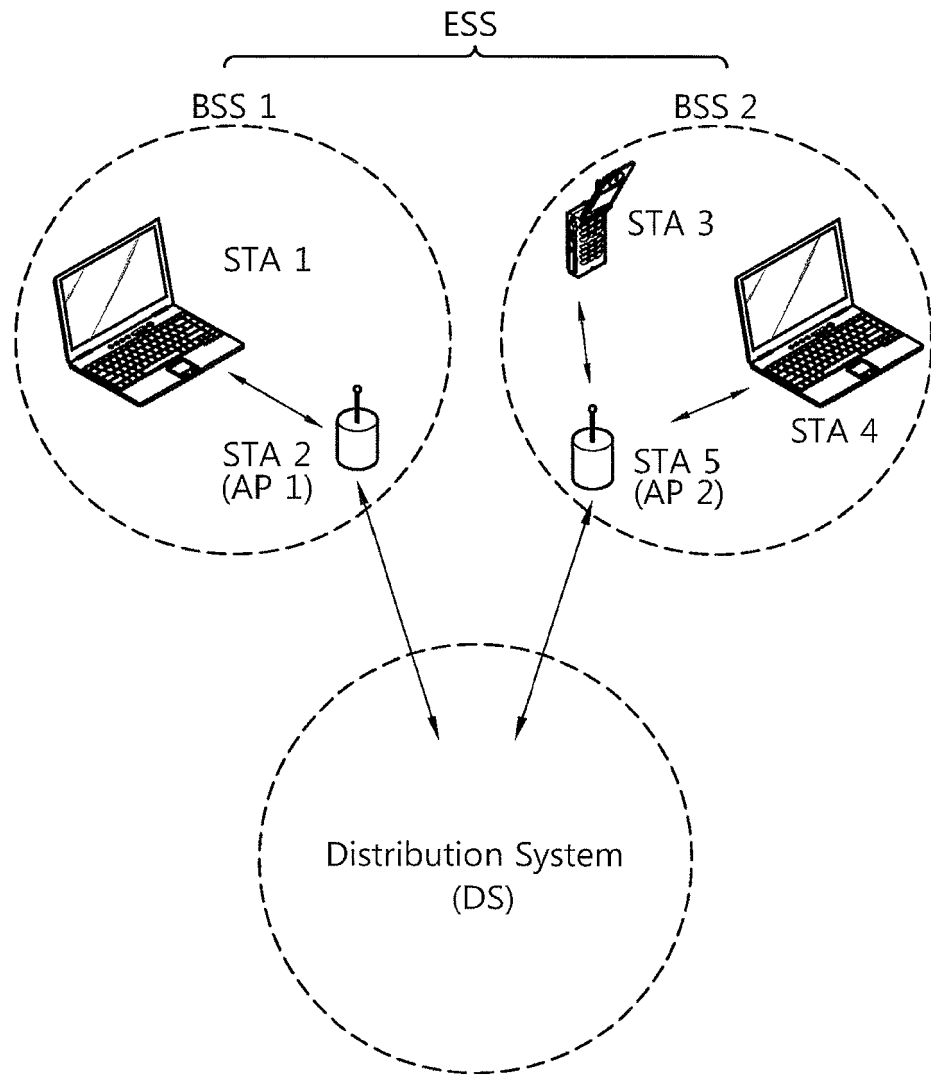 ESS
BSS 1
BSS 2
STA 1
STA 2
(AP 1)
STA 3
STA 4
STA 5
(AP 2)
Distribution System
(DS)